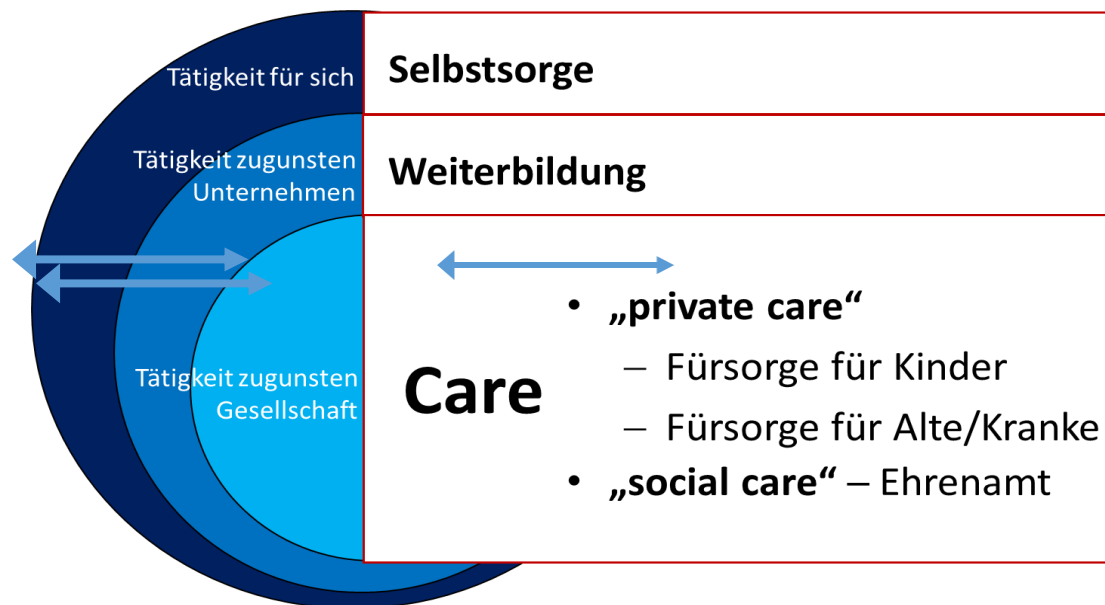 Tätigkeit für sich
Selbstsorge
Tätigkeit zugunsten
Unternehmen
Weiterbildung
Tätigkeit zugunsten
Gesellschaft
Care
• „private care“
– Fürsorge für Kinder
– Fürsorge für Alte/Kranke
• „social care“ – Ehrenamt